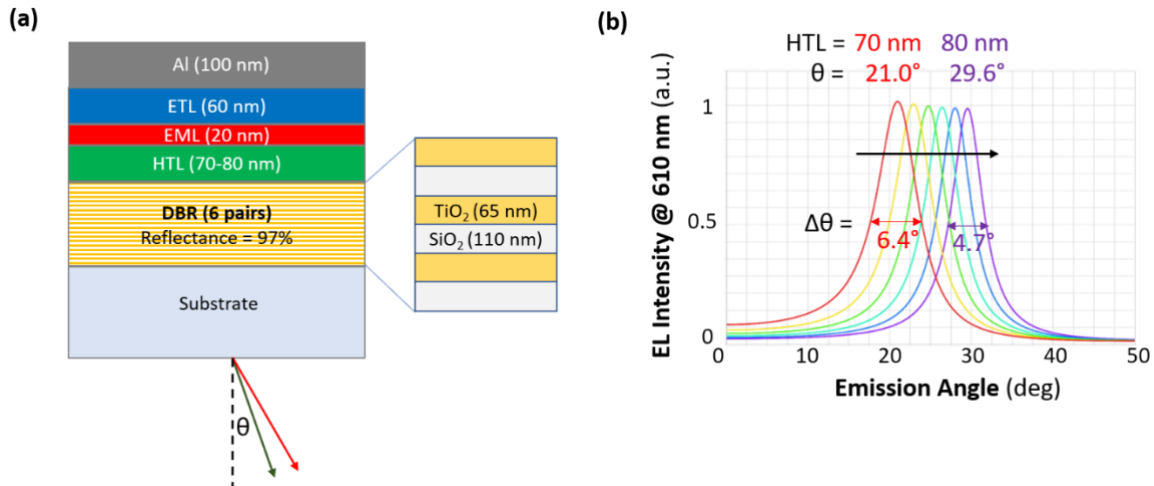 (a)
Al (100 nm)
ETL (60 nm)
EML (20 nm)
HTL (70-80 nm)
DBR (6 pairs)
Reflectance = 97%
Substrate
θ
TiO₂ (65 nm)
SiO₂ (110 nm)
(b)
HTL = 70 nm 80 nm
θ = 21.0° 29.6°
EL Intensity @ 610 nm (a.u.)
1
0.5
0
Δθ =
6.4°
4.7°
0 10 20 30 40 50
Emission Angle (deg)